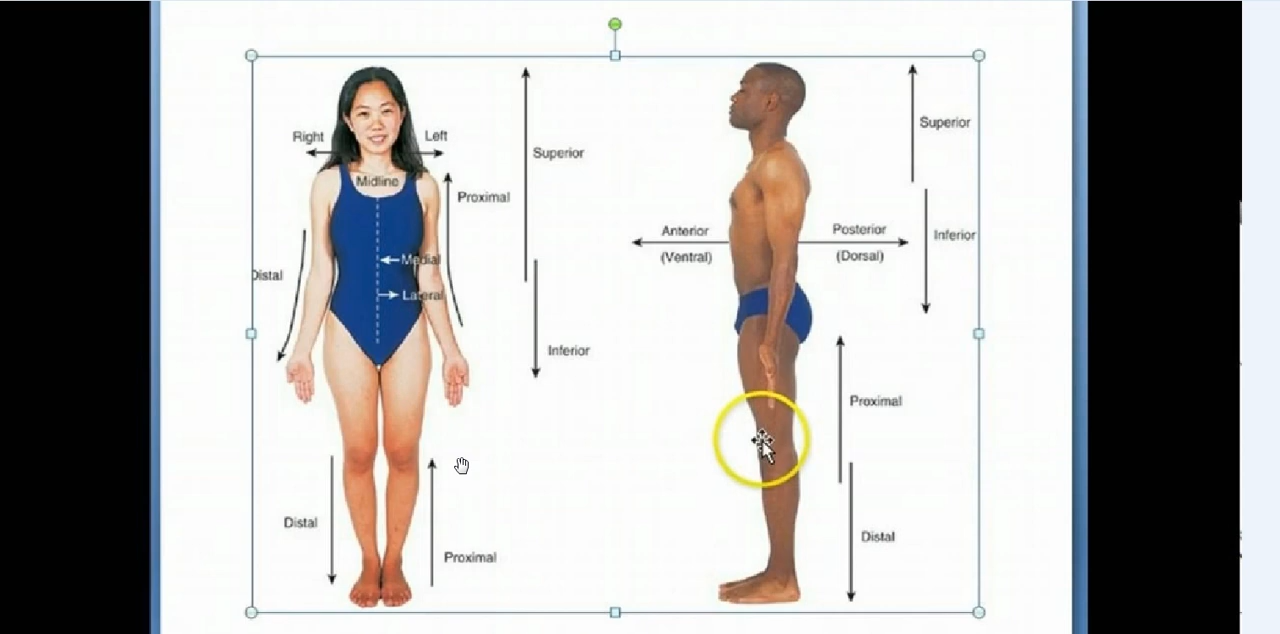 Right
Left
Midline
Proximal
Medial
Lateral
Distal
Superior
Inferior
Distal
Proximal
Anterior
(Ventral)
Posterior
(Dorsal)
Superior
Inferior
Proximal
Distal